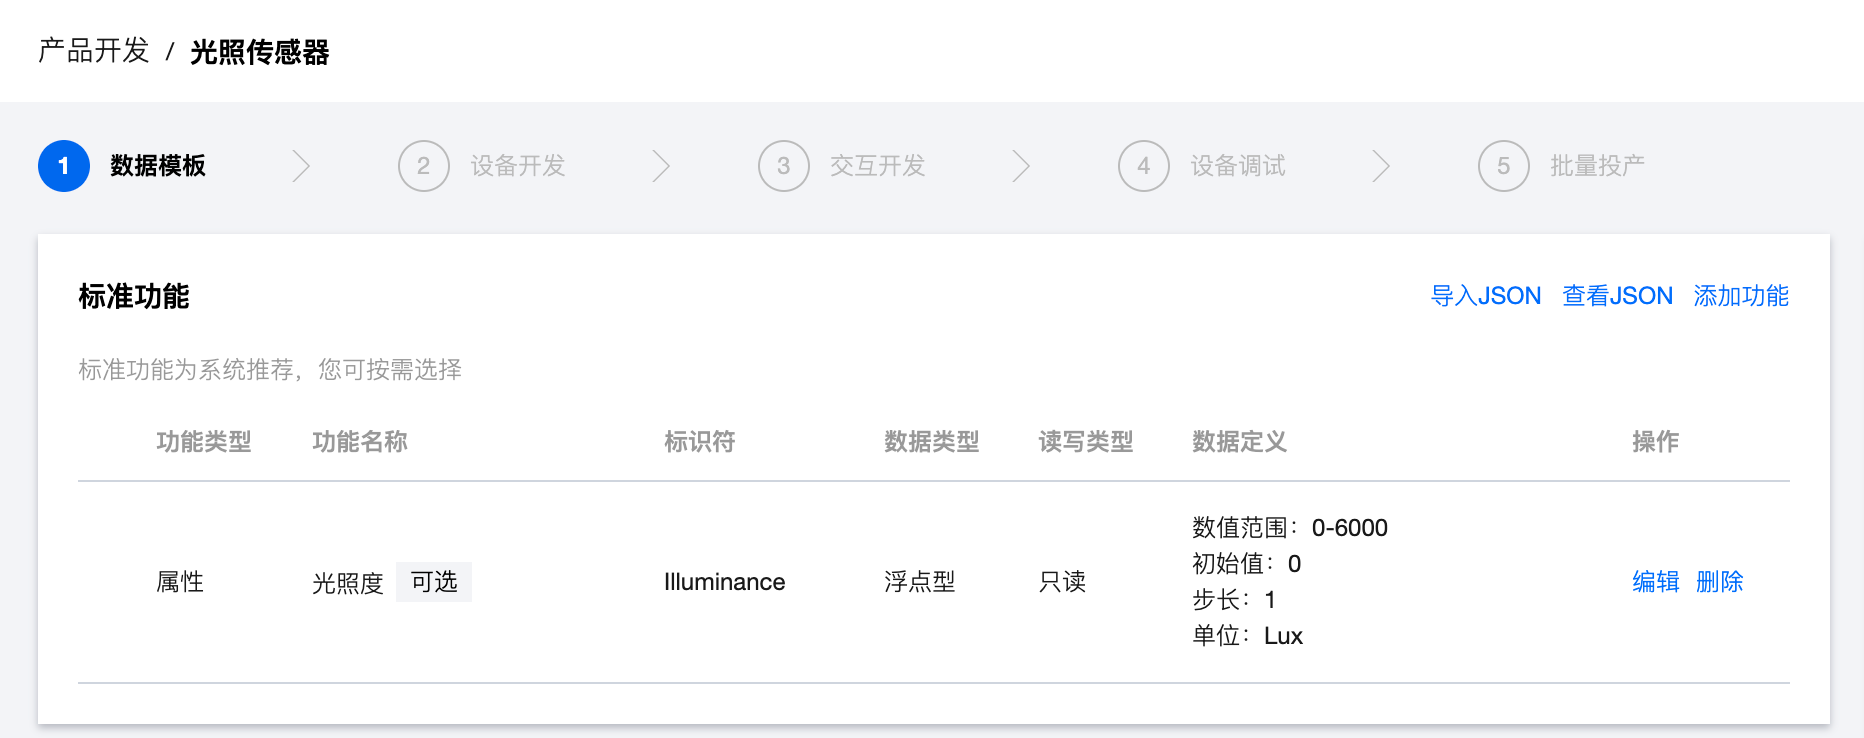 产品开发 / 光照传感器
1 数据模板 2 设备开发 3 交互开发 4 设备调试 5 批量投产
标准功能 导入JSON 查看JSON 添加功能
标准功能为系统推荐，您可按需选择
功能类型 功能名称 标识符 数据类型 读写类型 数据定义 操作
属性 光照度 可选 Illuminance 浮点型 只读
数值范围：0-6000
初始值：0
步长：1
单位：Lux
编辑 删除